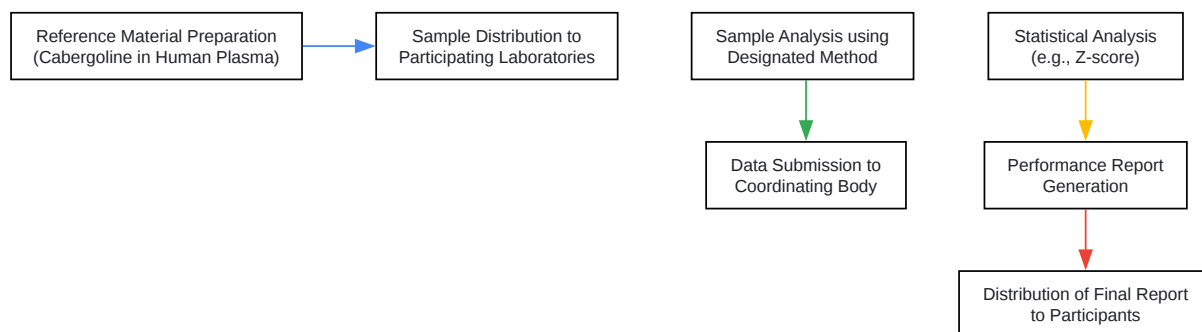 Reference Material Preparation
(Cabergoline in Human Plasma)
Sample Distribution to
Participating Laboratories
Sample Analysis using
Designated Method
Data Submission to
Coordinating Body
Statistical Analysis
(e.g., Z-score)
Performance Report
Generation
Distribution of Final Report
to Participants